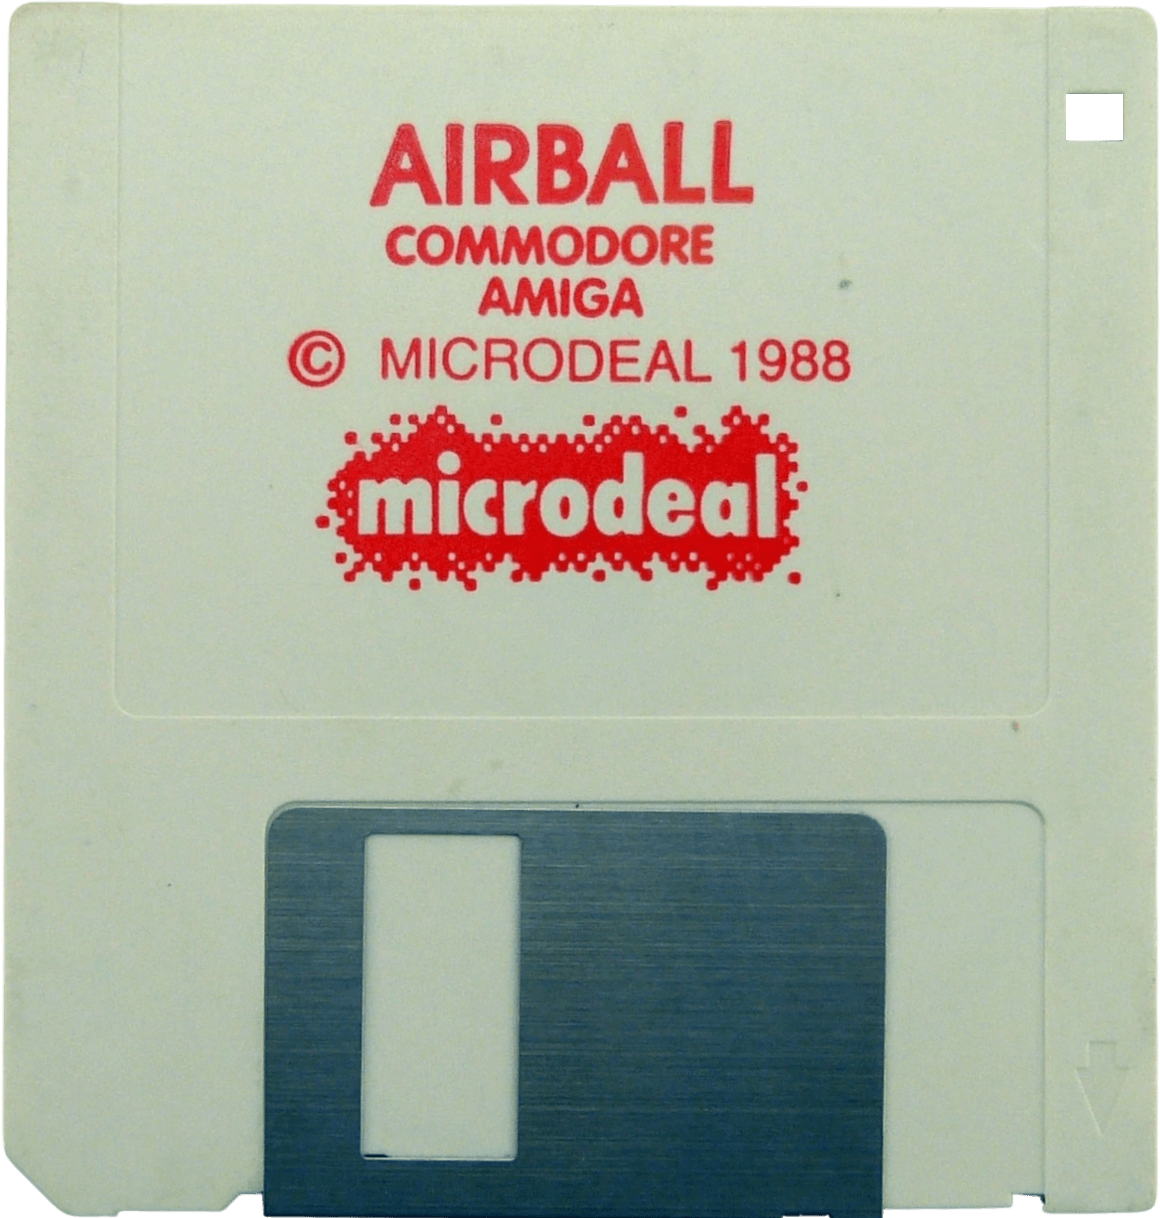 AIRBALL
COMMODORE
AMIGA
© MICRODEAL 1988
microdeal